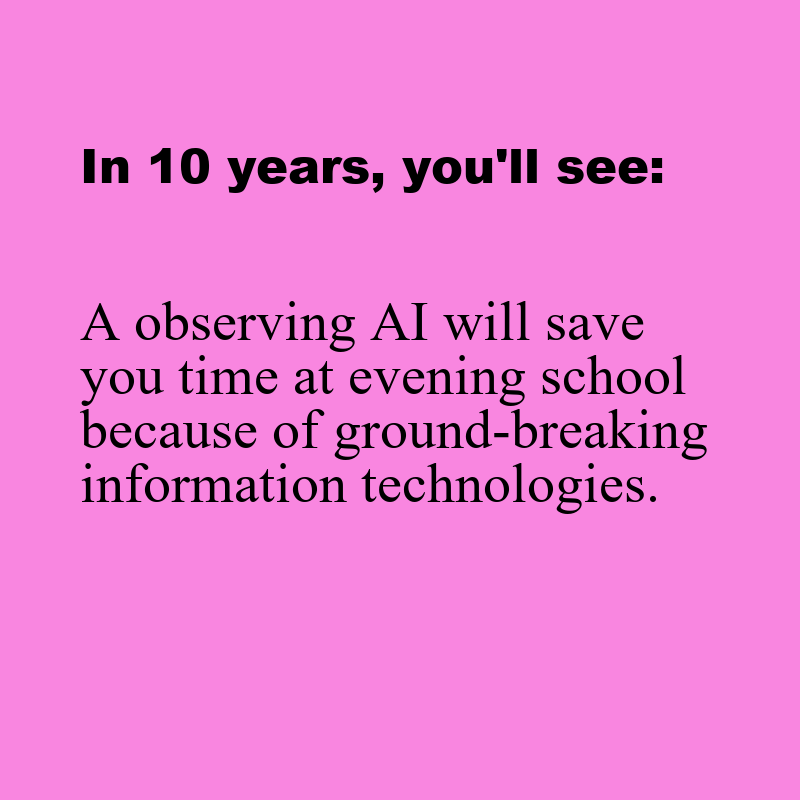 In 10 years, you'll see:
A observing AI will save
you time at evening school
because of ground-breaking
information technologies.